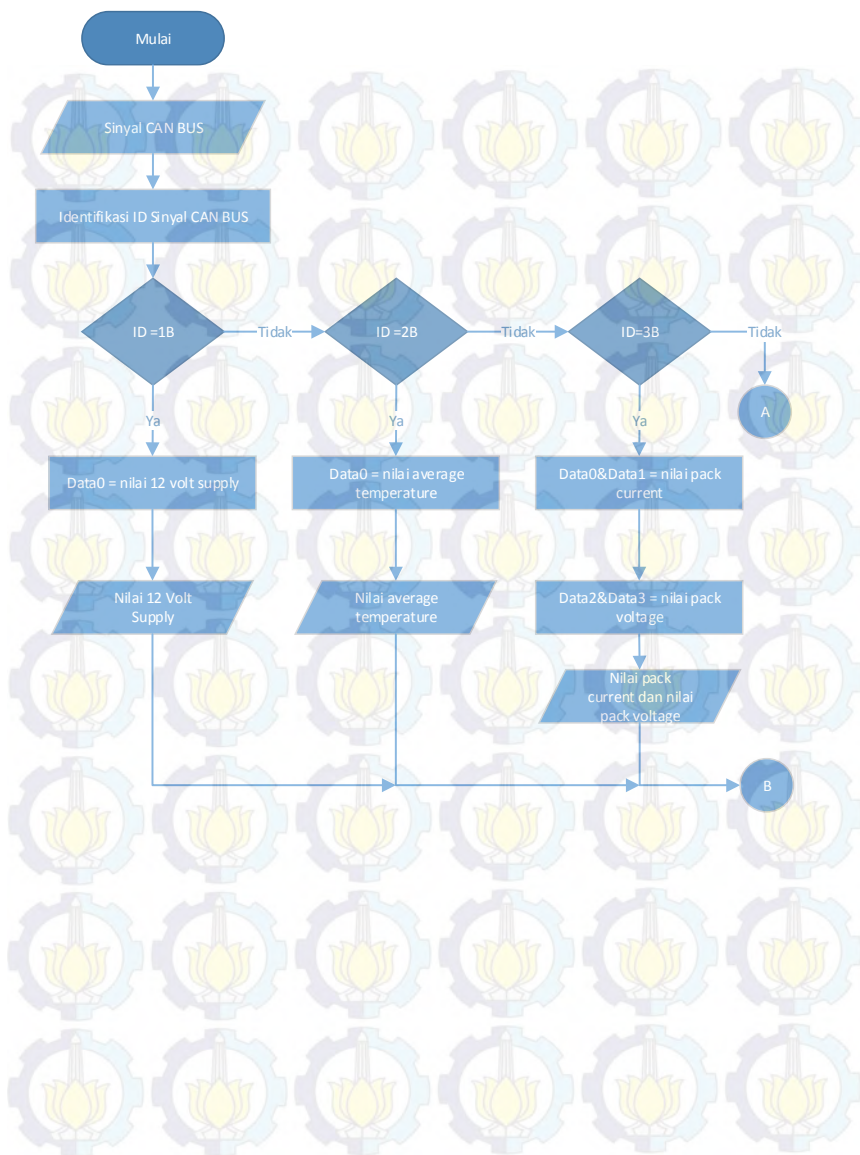 Mulai
Sinyal CAN BUS
Identifikasi ID Sinyal CAN BUS
ID =1B
Tidak
ID =2B
Tidak
ID=3B
Tidak
A
Ya
Ya
Ya
Data0 = nilai 12 volt supply
Data0 = nilai average
temperature
Data0&Data1 = nilai pack
current
Nilai 12 Volt
Supply
Nilai average
temperature
Data2&Data3 = nilai pack
voltage
Nilai pack
current dan nilai
pack voltage
B